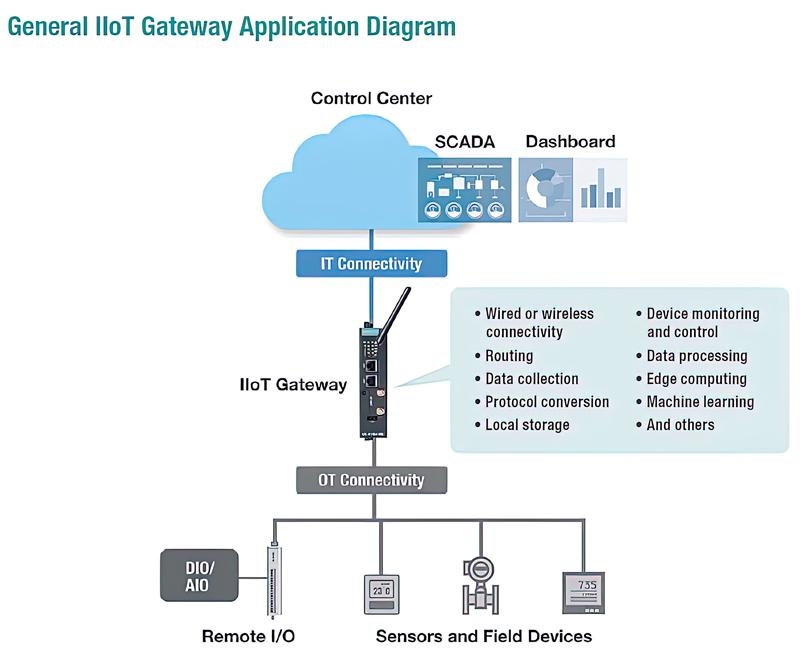 General IIoT Gateway Application Diagram
Control Center
SCADA
Dashboard
IT Connectivity
IIoT Gateway
• Wired or wireless
connectivity
• Routing
• Data collection
• Protocol conversion
• Local storage
• Device monitoring
and control
• Data processing
• Edge computing
• Machine learning
• And others
OT Connectivity
DIO/
AIO
23°0
735
Remote I/O
Sensors and Field Devices